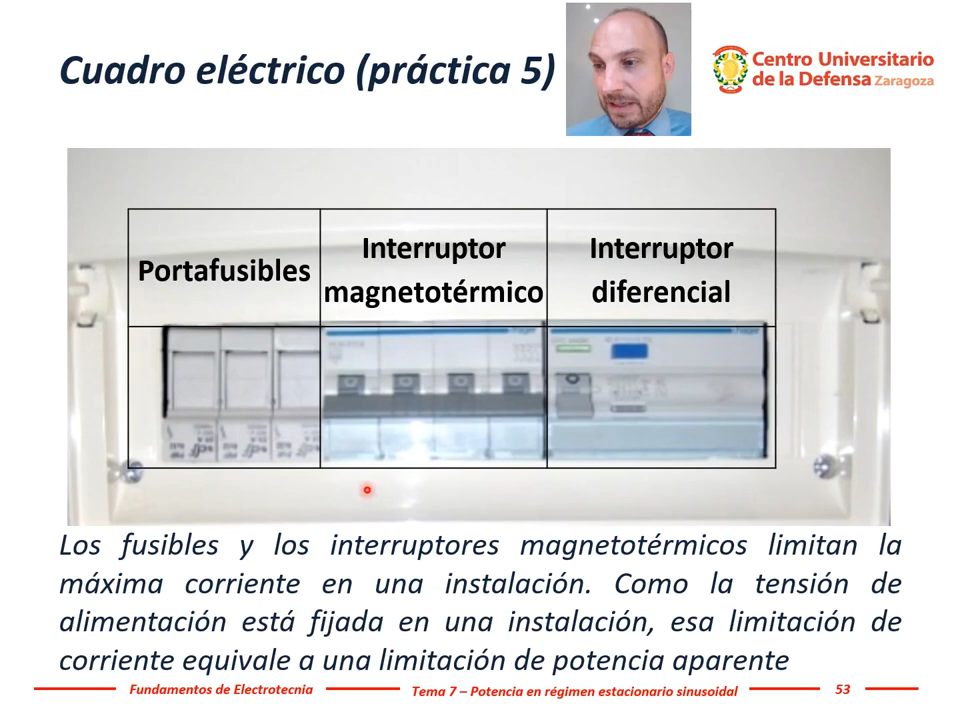 Cuadro eléctrico (práctica 5)
Centro Universitario
de la Defensa Zaragoza
Portafusibles
Interruptor
magnetotérmico
Interruptor
diferencial
hager
Los fusibles y los interruptores magnetotérmicos limitan la
máxima corriente en una instalación. Como la tensión de
alimentación está fijada en una instalación, esa limitación de
corriente equivale a una limitación de potencia aparente
Fundamentos de Electrotecnia
Tema 7 – Potencia en régimen estacionario sinusoidal
53